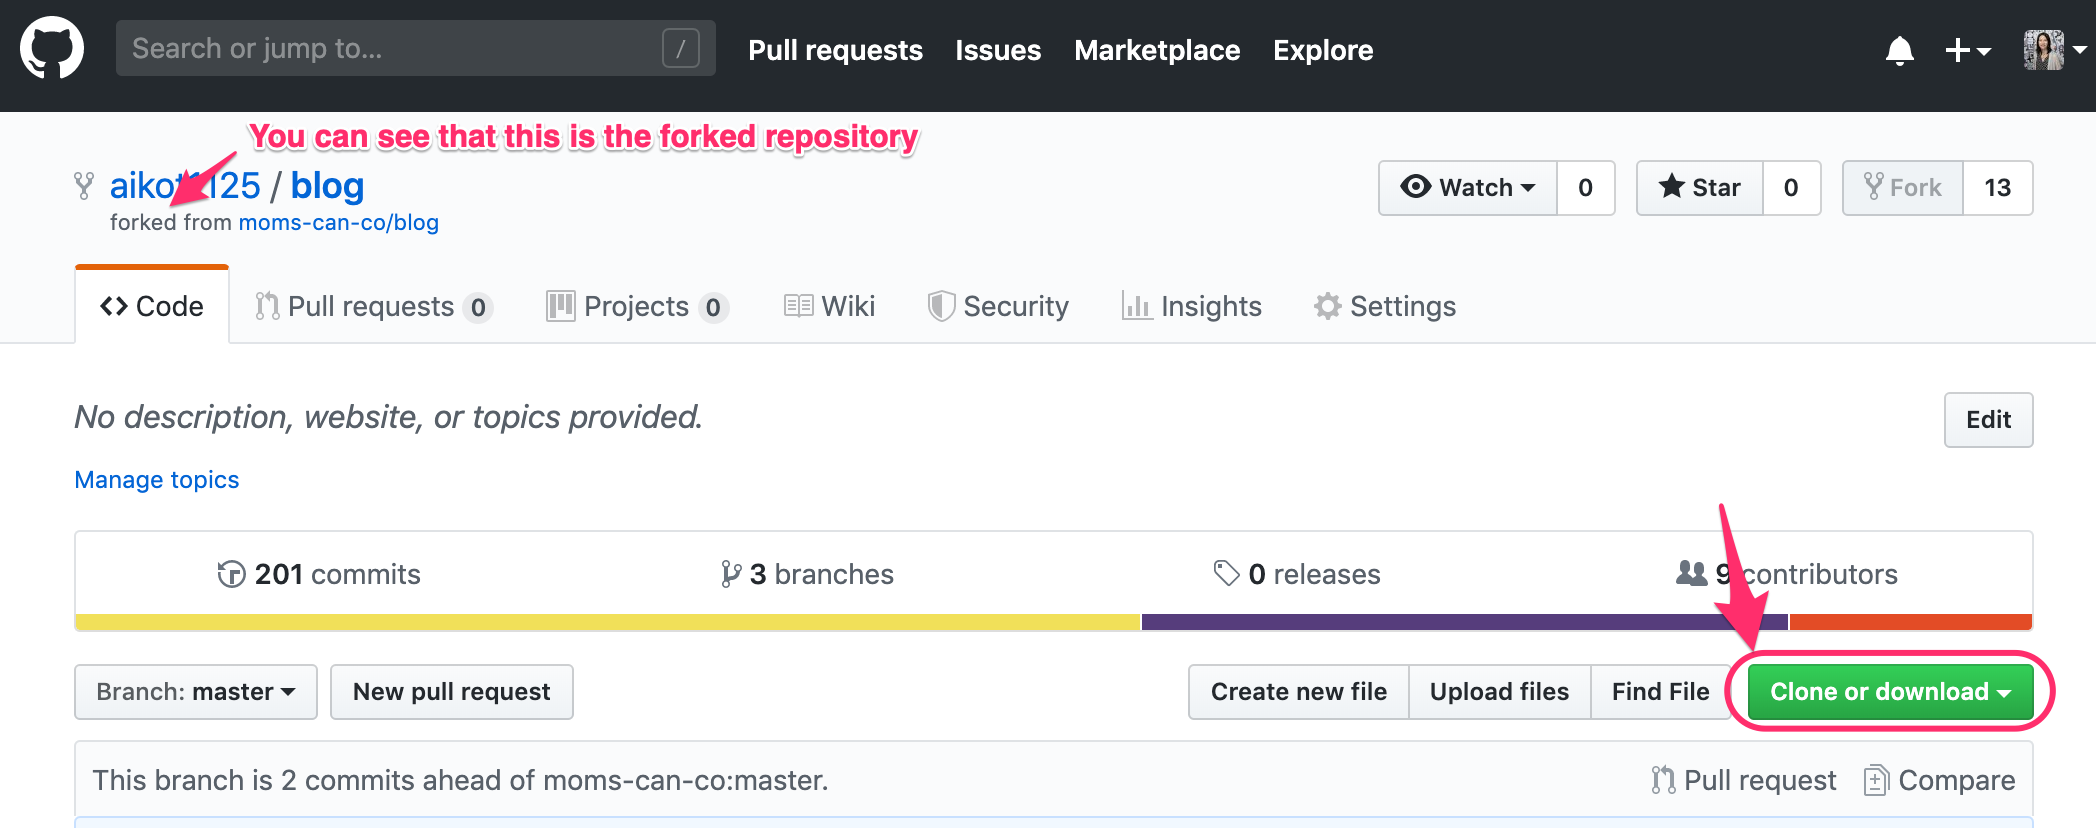 Search or jump to... /
Pull requests Issues Marketplace Explore
You can see that this is the forked repository
/ blog
forked from moms-can-co/blog
Watch 0
Star 0
Fork 13
Code
Pull requests 0
Projects 0
Wiki
Security
Insights
Settings
No description, website, or topics provided.
Edit
Manage topics
201 commits
3 branches
0 releases
9 contributors
Branch: master
New pull request
Create new file
Upload files
Find File
Clone or download
This branch is 2 commits ahead of moms-can-co:master.
Pull request
Compare